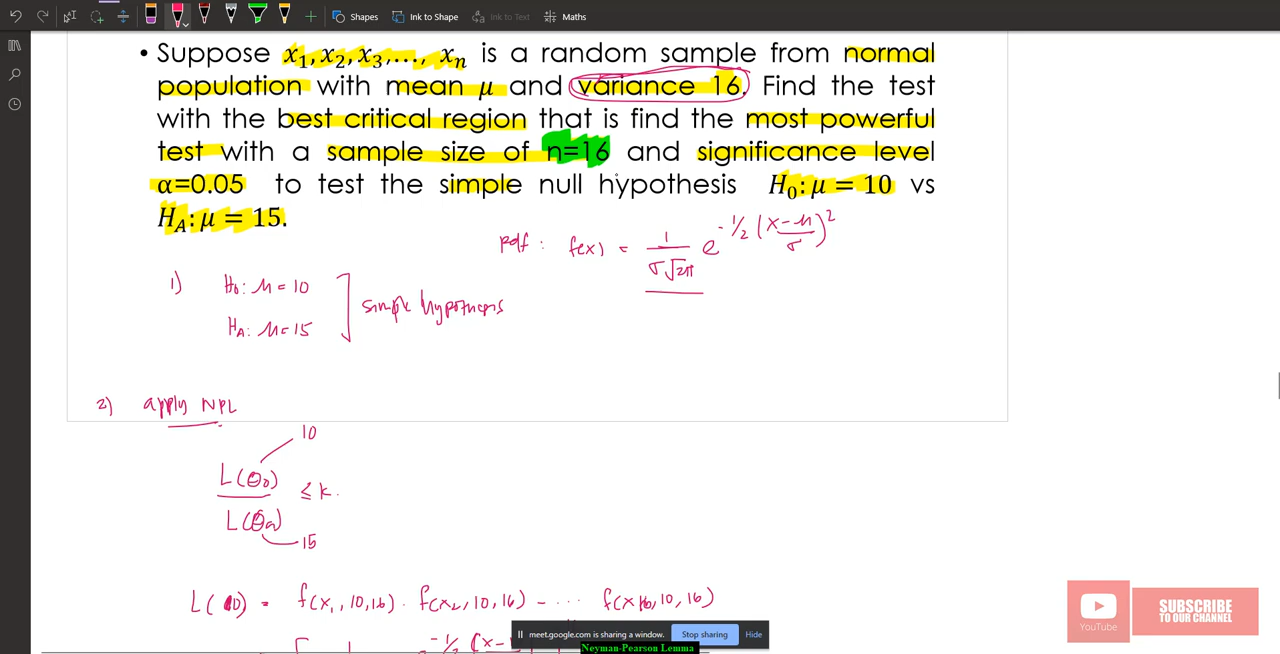 Shapes Ink to Shape Ink to Text Maths
• Suppose x₁, x₂, x₃, ..., xₙ is a random sample from normal
population with mean μ and variance 16. Find the test
with the best critical region that is find the most powerful
test with a sample size of n=16 and significance level
α=0.05 to test the simple null hypothesis H₀: μ = 10 vs
H_A: μ = 15.
pdf : f(x) = 1/(σ√2π) e^(-1/2 ((x-μ)/σ)²)
1) H₀: μ = 10
H_A: μ = 15
simple hypothesis
2) apply NPL
10
L(θ₀)
≤ k.
L(θₐ)
15
L(10) = f(x₁, 10, 16) . f(x₂, 10, 16) - ... f(x₁₆, 10, 16)
-1/2 (x-
meet.google.com is sharing a window. Stop sharing Hide
Neyman-Pearson Lemma
YouTube
SUBSCRIBE
TO OUR CHANNEL